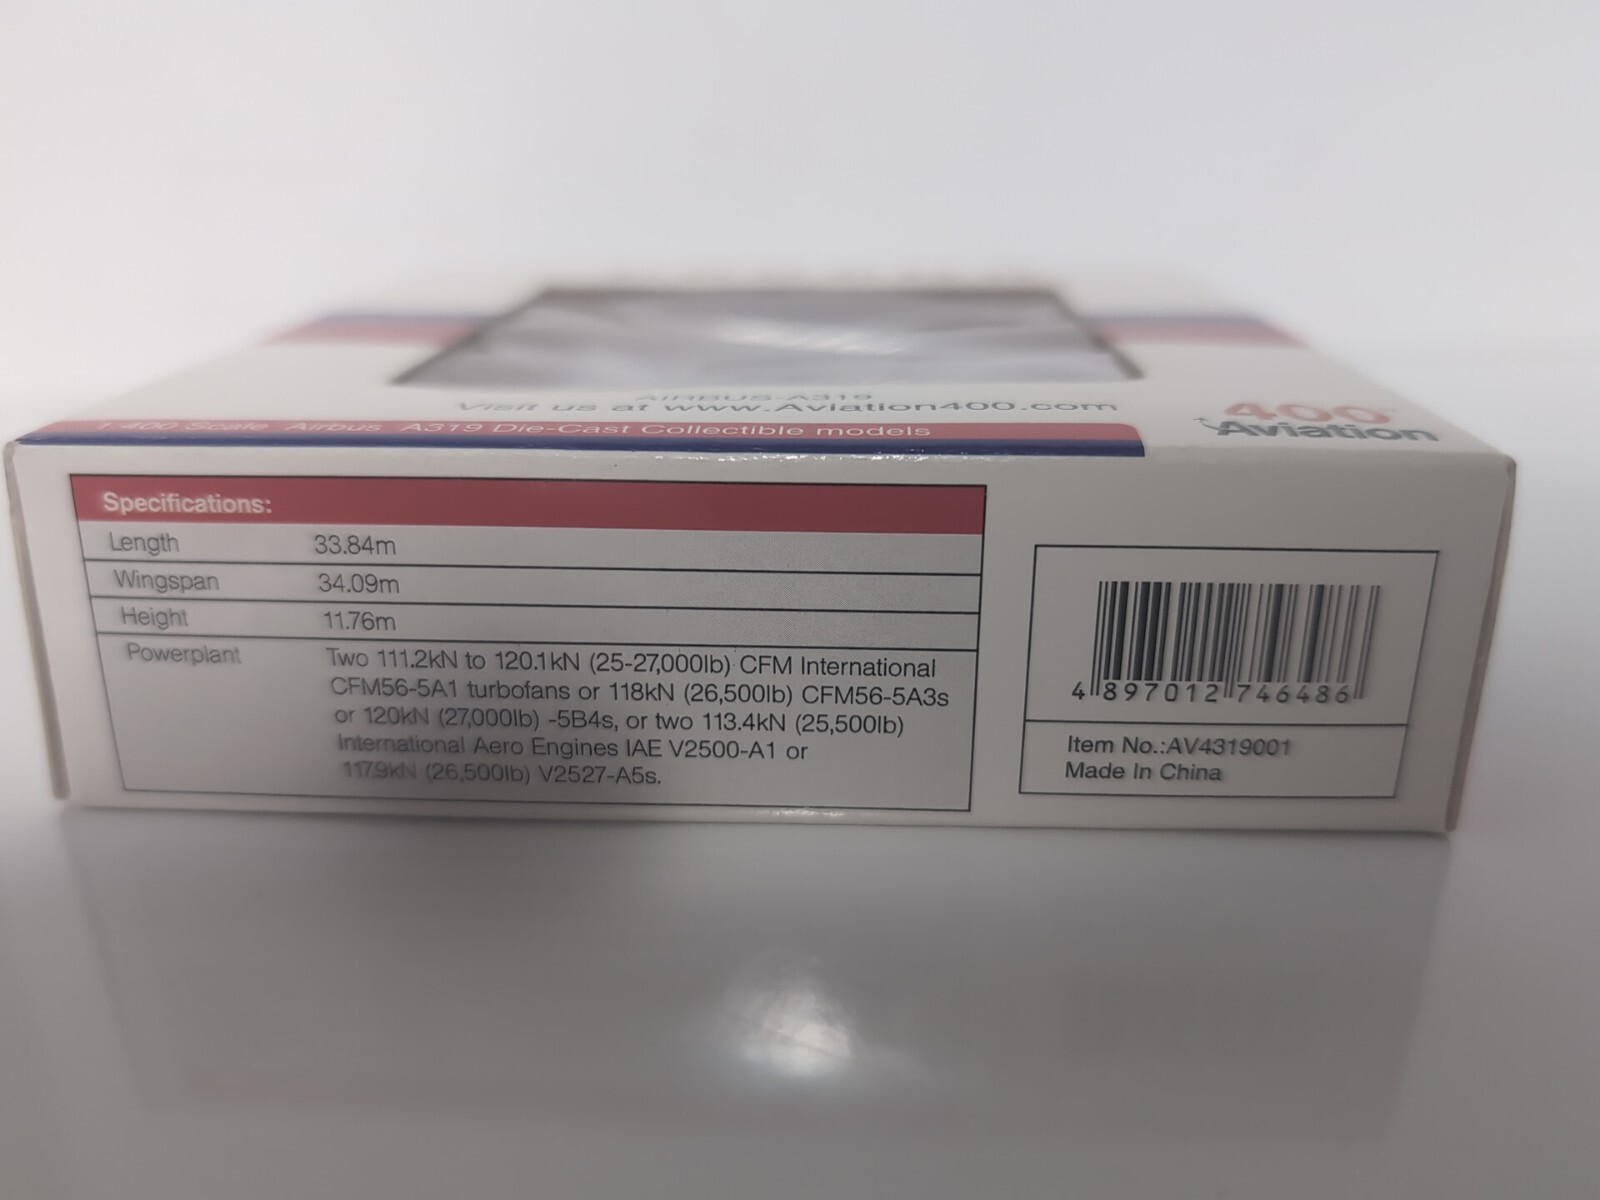 AIRBUS-A319
Visit us at www.Aviation400.com
400
Aviation
1:400 Scale Airbus A319 Die-Cast Collectible models
Specifications:
Length 33.84m
Wingspan 34.09m
Height 11.76m
Powerplant Two 111.2kN to 120.1kN (25-27,000lb) CFM International
CFM56-5A1 turbofans or 118kN (26,500lb) CFM56-5A3s
or 120kN (27,000lb) -5B4s, or two 113.4kN (25,500lb)
International Aero Engines IAE V2500-A1 or
117.9kN (26,500lb) V2527-A5s.
4 897012 746486
Item No.:AV4319001
Made In China